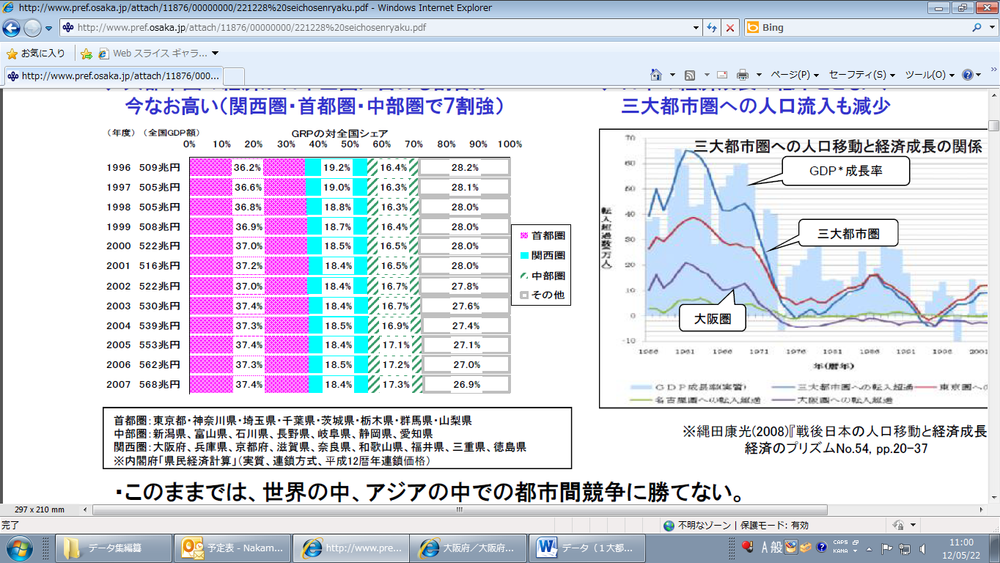 http://www.pref.osaka.jp/attach/11876/00000000/221228%20seichosenryaku.pdf - Windows Internet Explorer
http://www.pref.osaka.jp/attach/11876/00000000/221228%20seichosenryaku.pdf
Bing
お気に入り
Web スライス ギャラ...
http://www.pref.osaka.jp/attach/11876/000...
ページ(P)
セーフティ(S)
ツール(O)
今なお高い(関西圏・首都圏・中部圏で7割強)
(年度) (全国GDP額) GRPの対全国シェア
0% 10% 20% 30% 40% 50% 60% 70% 80% 90% 100%
1996 509兆円 36.2% 19.2% 16.4% 28.2%
1997 505兆円 36.6% 19.0% 16.3% 28.1%
1998 505兆円 36.8% 18.8% 16.3% 28.0%
1999 508兆円 36.9% 18.7% 16.4% 28.0%
2000 522兆円 37.0% 18.5% 16.5% 28.0%
2001 516兆円 37.2% 18.4% 16.5% 28.0%
2002 522兆円 37.0% 18.4% 16.7% 27.8%
2003 530兆円 37.4% 18.4% 16.7% 27.6%
2004 539兆円 37.3% 18.5% 16.9% 27.4%
2005 553兆円 37.4% 18.4% 17.1% 27.1%
2006 562兆円 37.3% 18.5% 17.2% 27.0%
2007 568兆円 37.4% 18.4% 17.3% 26.9%
首都圏
関西圏
中部圏
その他
首都圏:東京都・神奈川県・埼玉県・千葉県・茨城県・栃木県・群馬県・山梨県
中部圏:新潟県、富山県、石川県、長野県、岐阜県、静岡県、愛知県
関西圏:大阪府、兵庫県、京都府、滋賀県、奈良県、和歌山県、福井県、三重県、徳島県
※内閣府「県民経済計算」(実質、連鎖方式、平成12暦年連鎖価格)
三大都市圏への人口流入も減少
三大都市圏への人口移動と経済成長の関係
GDP*成長率
三大都市圏
大阪圏
転入超過数(万人)
70
60
50
40
30
20
10
0
-10
1956 1961 1966 1971 1976 1981 1986 1991 1996 2001
年(暦年)
GDP成長率(実質) 三大都市圏への転入超過 東京圏への
名古屋圏への転入超過 大阪圏への転入超過
※縄田康光(2008)『戦後日本の人口移動と経済成長
経済のプリズムNo.54, pp.20-37
・このままでは、世界の中、アジアの中での都市間競争に勝てない。
297 x 210 mm
完了
不明なゾーン | 保護モード: 有効
データ集編纂
予定表 - Nakam...
http://www.pre...
大阪府/大阪府...
データ(1大都...
A 般
CAPS
KANA
11:00
12/05/22